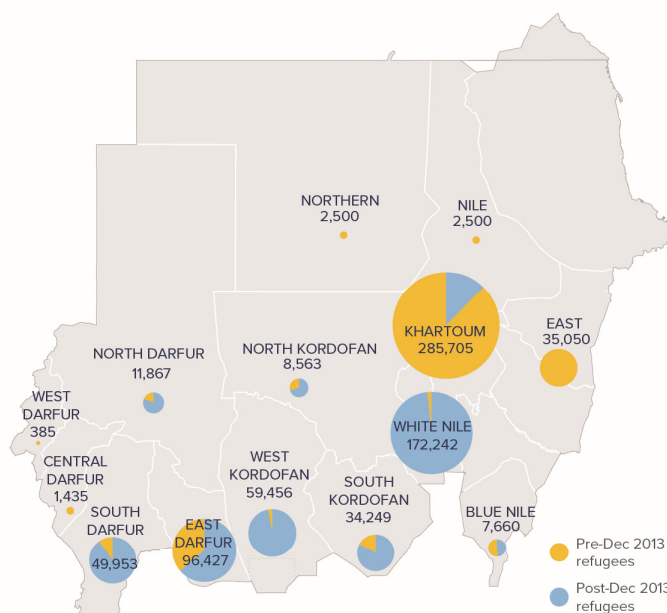 NORTHERN
2,500
NILE
2,500
KHARTOUM
285,705
EAST
35,050
NORTH DARFUR
11,867
NORTH KORDOFAN
8,563
WEST
DARFUR
385
WHITE NILE
172,242
CENTRAL
DARFUR
1,435
WEST
KORDOFAN
59,456
SOUTH
KORDOFAN
34,249
SOUTH
DARFUR
49,953
EAST
DARFUR
96,427
BLUE NILE
7,660
Pre-Dec 2013
refugees
Post-Dec 2013
refugees